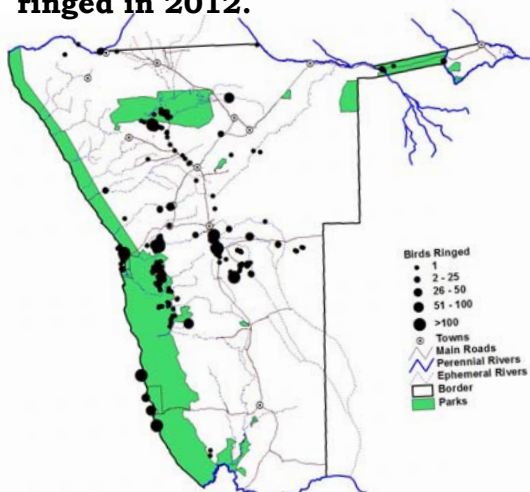 ringed in 2012.
Birds Ringed
1
2 - 25
26 - 50
51 - 100
>100
Towns
Main Roads
Perennial Rivers
Ephemeral Rivers
Border
Parks